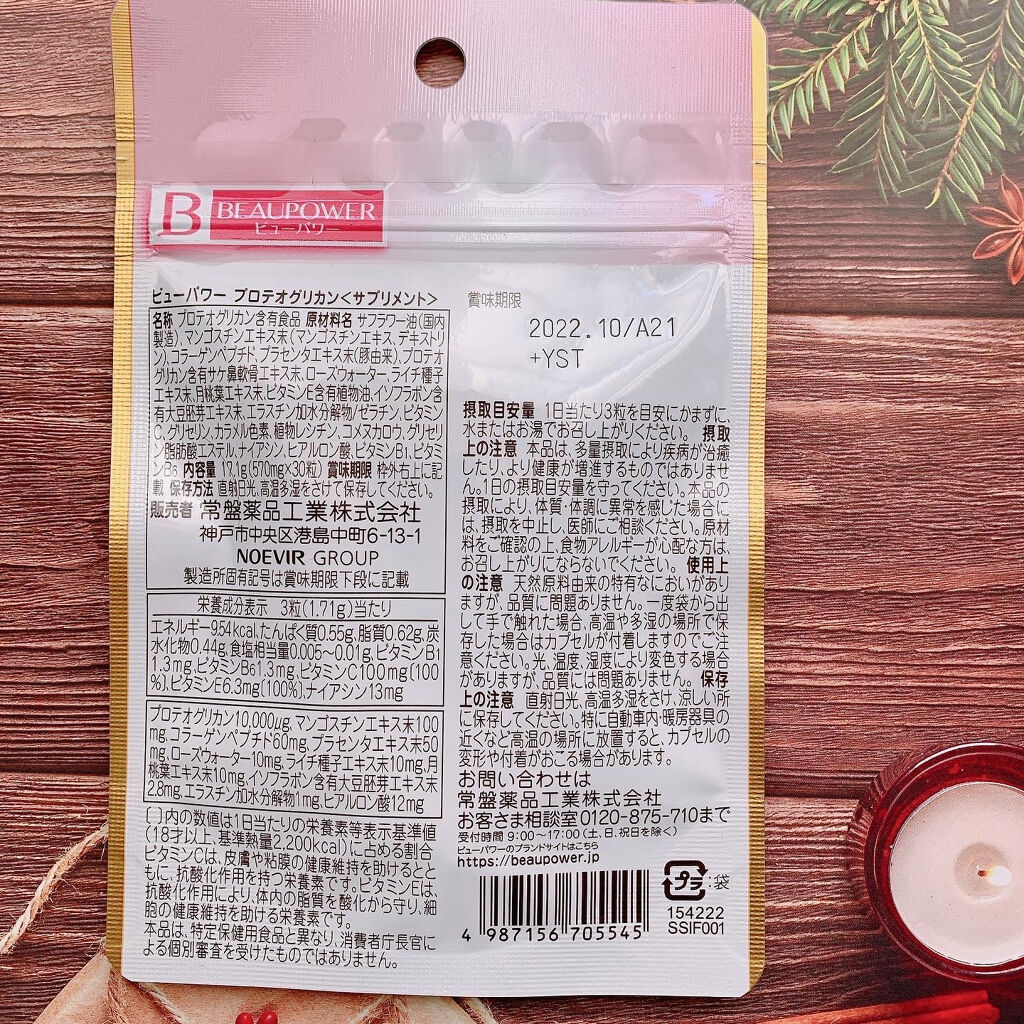 B BEAUPOWER
ビューパワー
ビューパワー プロテオグリカン<サプリメント>
名称 プロテオグリカン含有食品 原材料名 サフラワー油(国内
製造)、マンゴスチンエキス末(マンゴスチンエキス、デキストリ
ン)、コラーゲンペプチド、プラセンタエキス末(豚由来)、プロテ
オグリカン含有サケ鼻軟骨エキス末、ローズウォーター、ライチ種子
エキス末、月桃葉エキス末、ビタミンE含有植物油、イソフラボン含
有大豆胚芽エキス末、エラスチン加水分解物/ゼラチン、ビタミン
C、グリセリン、カラメル色素、植物レシチン、コメヌカロウ、グリセリ
ン脂肪酸エステル、ナイアシン、ヒアルロン酸、ビタミンB1、ビタミ
ンB6 内容量 17.1g(570mg×30粒) 賞味期限 枠外右上に記
載 保存方法 直射日光、高温多湿をさけて保存してください。
販売者 常盤薬品工業株式会社
神戸市中央区港島中町6-13-1
NOEVIR GROUP
製造所固有記号は賞味期限下段に記載
栄養成分表示 3粒(1.71g)当たり
エネルギー9.54kcal、たんぱく質0.55g、脂質0.62g、炭
水化物0.44g、食塩相当量0.005~0.01g、ビタミンB1
1.3mg、ビタミンB6 1.3mg、ビタミンC100mg[100
%]、ビタミンE6.3mg[100%]、ナイアシン13mg
プロテオグリカン10,000μg、マンゴスチンエキス末100
mg、コラーゲンペプチド60mg、プラセンタエキス末50
mg、ローズウォーター10mg、ライチ種子エキス末10mg、月
桃葉エキス末10mg、イソフラボン含有大豆胚芽エキス末
2.8mg、エラスチン加水分解物1mg、ヒアルロン酸12mg
[ ]内の数値は1日当たりの栄養素等表示基準値
(18才以上、基準熱量2,200kcal)に占める割合
ビタミンCは、皮膚や粘膜の健康維持を助けるとと
もに、抗酸化作用を持つ栄養素です。ビタミンEは、
抗酸化作用により、体内の脂質を酸化から守り、細
胞の健康維持を助ける栄養素です。
本品は、特定保健用食品と異なり、消費者庁長官に
よる個別審査を受けたものではありません。
賞味期限
2022.10/A21
+YST
摂取目安量 1日当たり3粒を目安にかまずに、
水またはお湯でお召し上がりください。 摂取
上の注意 本品は、多量摂取により疾病が治癒
したり、より健康が増進するものではありませ
ん。1日の摂取目安量を守ってください。本品の
摂取により、体質・体調に異常を感じた場合に
は、摂取を中止し、医師にご相談ください。原材
料をご確認の上、食物アレルギーが心配な方は、
お召し上がりにならないでください。 使用上
の注意 天然原料由来の特有なにおいがあり
ますが、品質に問題ありません。一度袋から出
して手で触れた場合、高温や多湿の場所で保
存した場合はカプセルが付着しますのでご注
意ください。光、温度、湿度により変色する場合
がありますが、品質には問題ありません。 保存
上の注意 直射日光、高温多湿をさけ、涼しい所
に保存してください。特に自動車内・暖房器具の
近くなど高温の場所に放置すると、カプセルの
変形や付着がおこる場合があります。
お問い合わせは
常盤薬品工業株式会社
お客さま相談室0120-875-710まで
受付時間 9:00~17:00(土、日、祝日を除く)
ビューパワーのブランドサイトはこちら
https://beaupower.jp
4 987156 705545
プラ:袋
154222
SSIF001